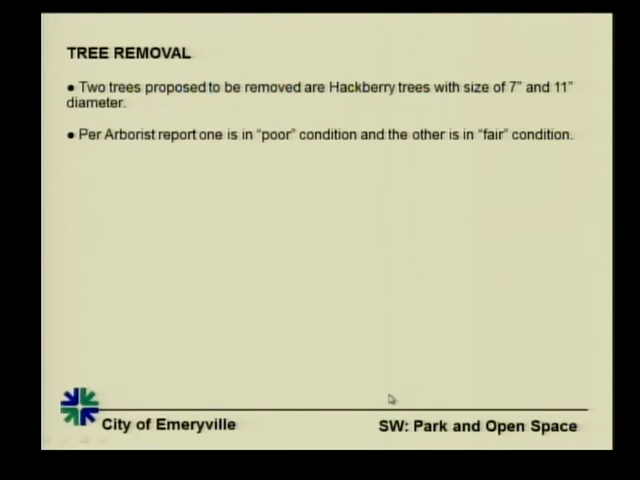 TREE REMOVAL
● Two trees proposed to be removed are Hackberry trees with size of 7” and 11”
diameter.
● Per Arborist report one is in “poor” condition and the other is in “fair” condition.
City of Emeryville
SW: Park and Open Space